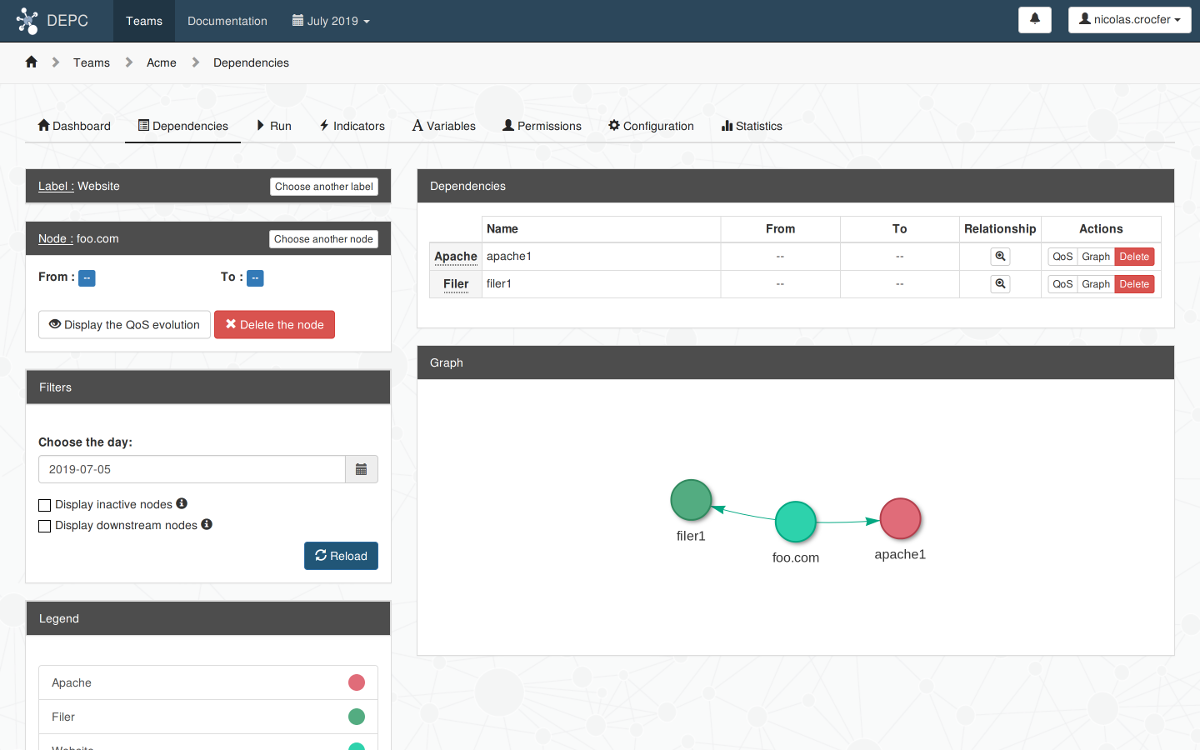 DEPC Teams Documentation July 2019 nicolas.crocfer
Teams Acme Dependencies
Dashboard Dependencies Run Indicators Variables Permissions Configuration Statistics
Label : Website Choose another label
Node : foo.com Choose another node
From : -- To : --
Display the QoS evolution Delete the node
Filters
Choose the day:
2019-07-05
Display inactive nodes
Display downstream nodes
Reload
Legend
Apache
Filer
Website
Dependencies
Name From To Relationship Actions
Apache apache1 -- -- QoS Graph Delete
Filer filer1 -- -- QoS Graph Delete
Graph
filer1
foo.com
apache1